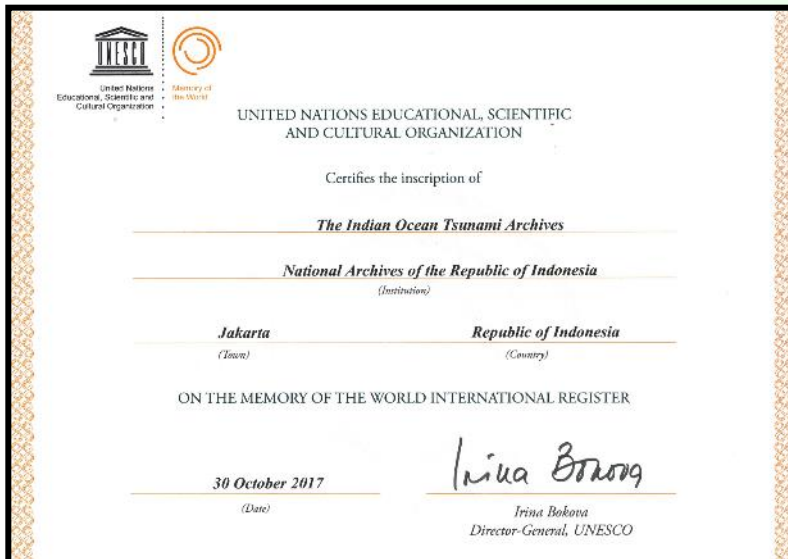 UNESCO
United Nations
Educational, Scientific and
Cultural Organization
Memory of
the World
UNITED NATIONS EDUCATIONAL, SCIENTIFIC
AND CULTURAL ORGANIZATION
Certifies the inscription of
The Indian Ocean Tsunami Archives
National Archives of the Republic of Indonesia
(Institution)
Jakarta Republic of Indonesia
(Town) (Country)
ON THE MEMORY OF THE WORLD INTERNATIONAL REGISTER
Irina Bokova
30 October 2017
(Date)
Irina Bokova
Director-General, UNESCO